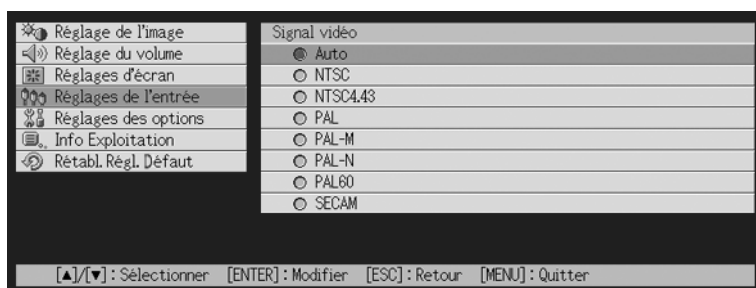 Réglage de l'image
Réglage du volume
Réglages d'écran
Réglages de l'entrée
Réglages des options
Info Exploitation
Rétabl. Régl. Défaut
Signal vidéo
Auto
NTSC
NTSC4.43
PAL
PAL-M
PAL-N
PAL60
SECAM
[▲]/[▼] : Sélectionner [ENTER] : Modifier [ESC] : Retour [MENU] : Quitter